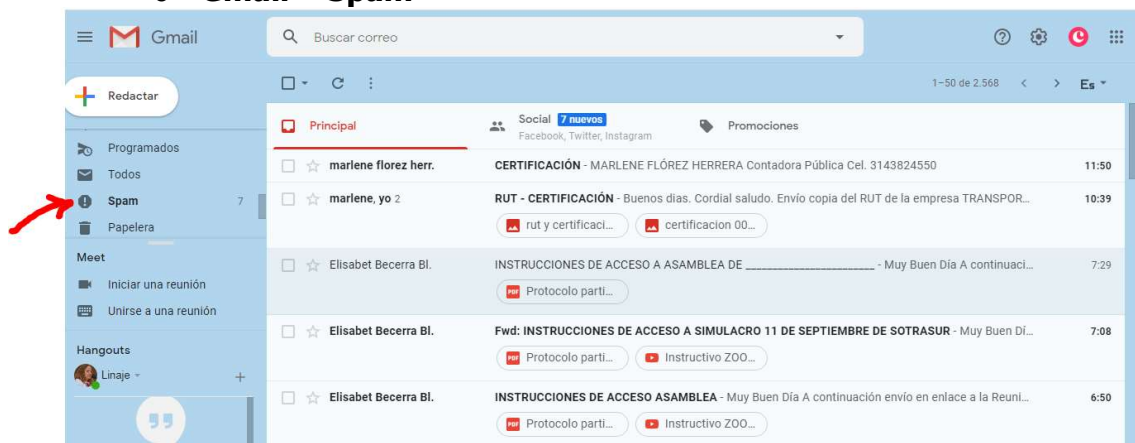 Gmail - Spam
Gmail
Buscar correo
Redactar
1–50 de 2.568
Es
Principal
Social 7 nuevos
Facebook, Twitter, Instagram
Promociones
Programados
Todos
Spam 7
Papelera
Meet
Iniciar una reunión
Unirse a una reunión
Hangouts
Linaje
marlene florez herr. CERTIFICACIÓN - MARLENE FLÓREZ HERRERA Contadora Pública Cel. 3143824550 11:50
marlene, yo 2 RUT - CERTIFICACIÓN - Buenos dias. Cordial saludo. Envío copia del RUT de la empresa TRANSPOR... 10:39
rut y certificaci... certificacion 00...
Elisabet Becerra Bl. INSTRUCCIONES DE ACCESO A ASAMBLEA DE ________________________ - Muy Buen Día A continuaci... 7:29
PDF Protocolo parti...
Elisabet Becerra Bl. Fwd: INSTRUCCIONES DE ACCESO A SIMULACRO 11 DE SEPTIEMBRE DE SOTRASUR - Muy Buen Dí... 7:08
PDF Protocolo parti... Instructivo ZOO...
Elisabet Becerra Bl. INSTRUCCIONES DE ACCESO ASAMBLEA - Muy Buen Día A continuación envío en enlace a la Reuni... 6:50
PDF Protocolo parti... Instructivo ZOO...